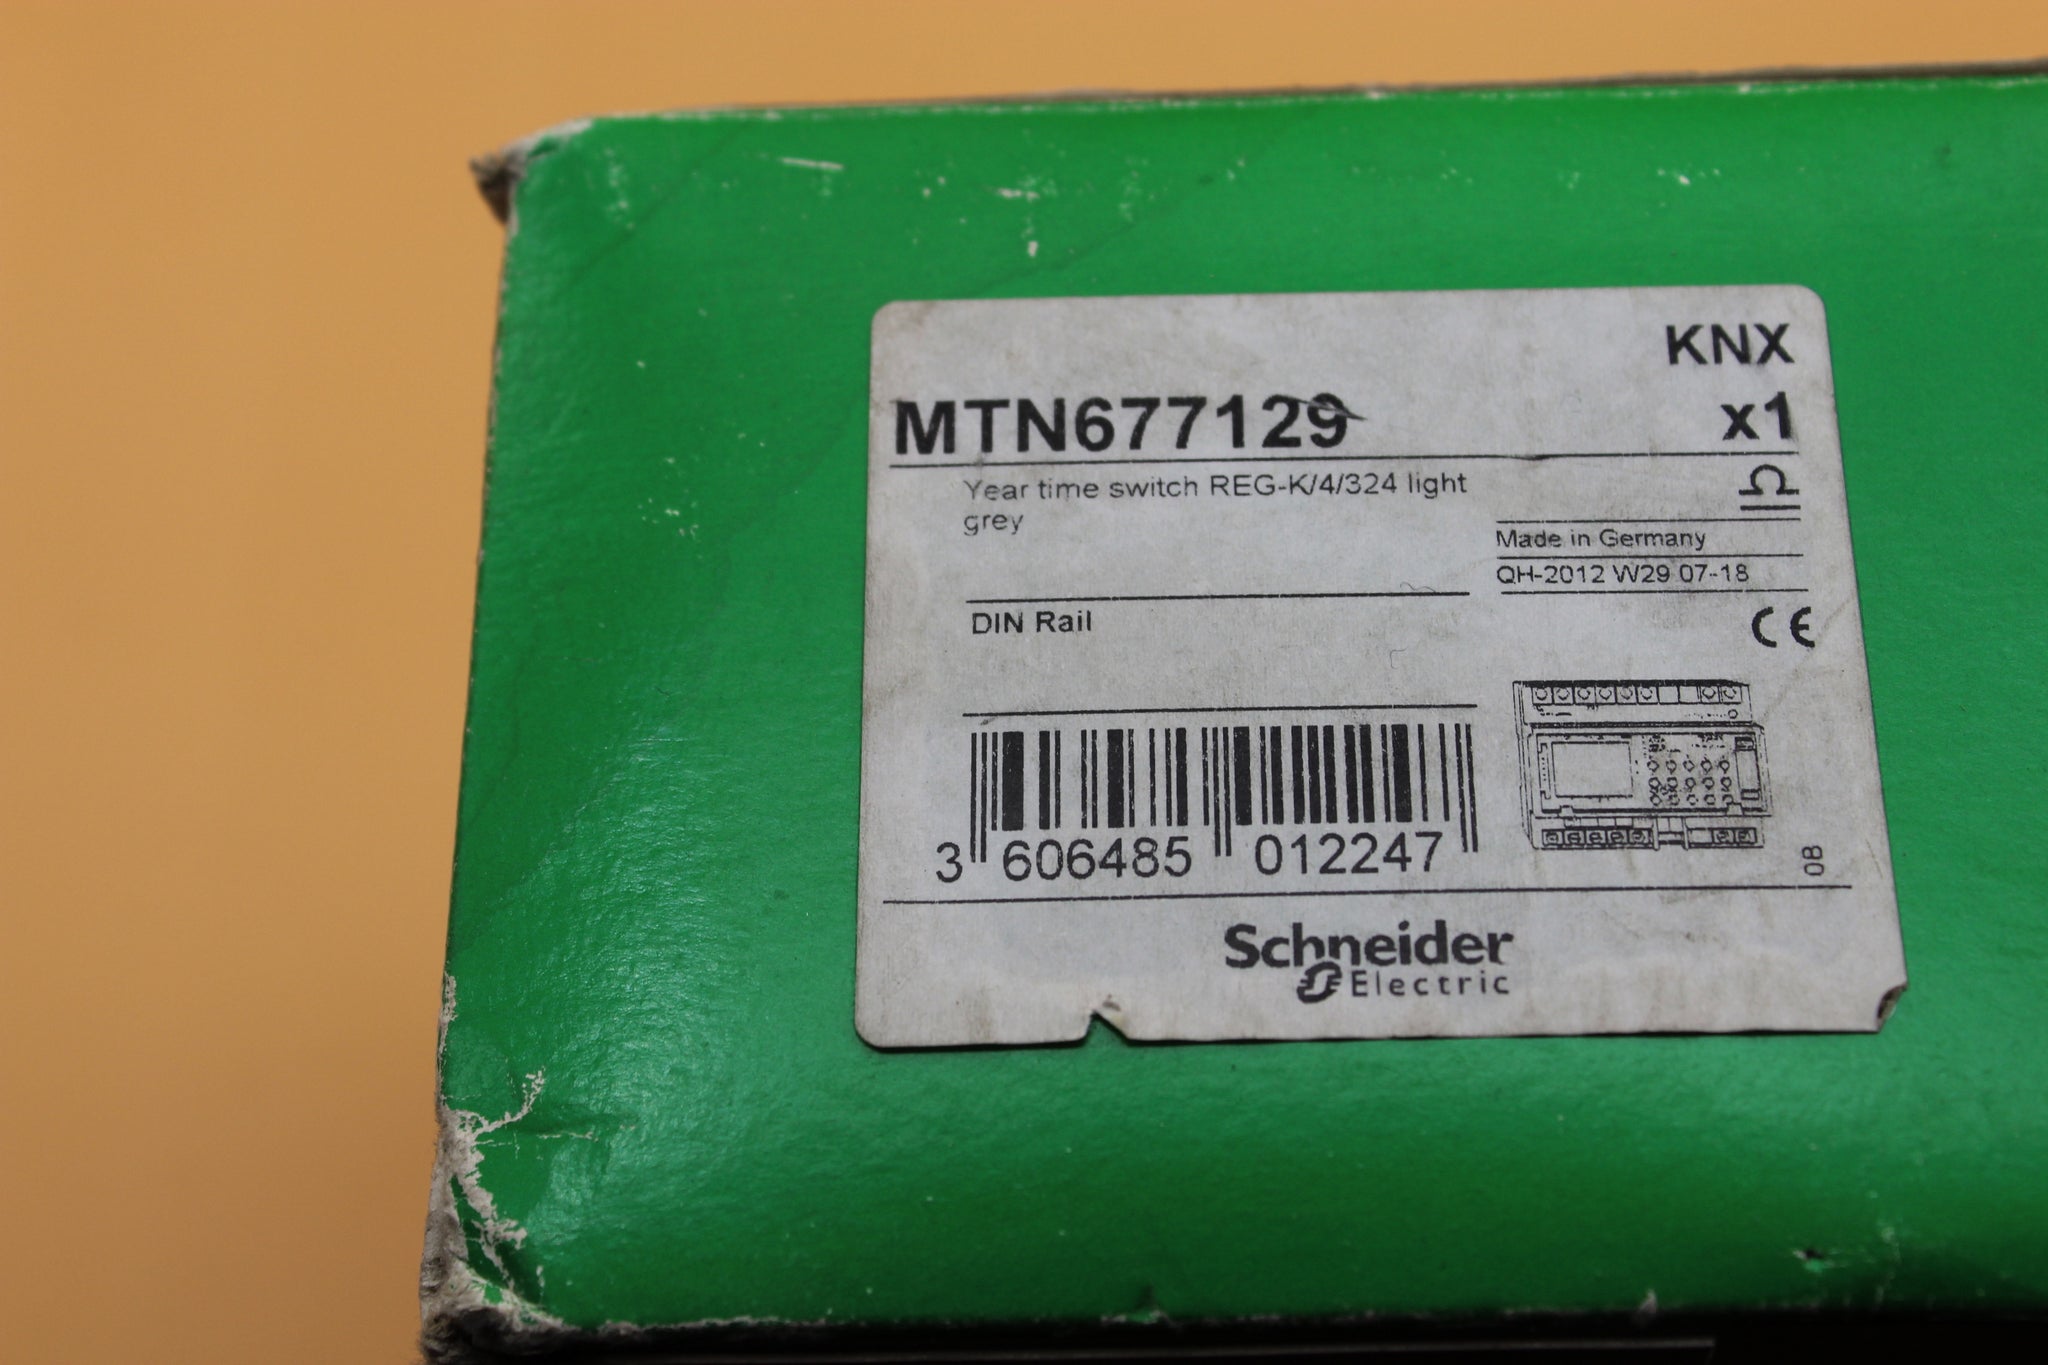 KNX
MTN677129 x1
Year time switch REG-K/4/324 light
grey
Made in Germany
QH-2012 W29 07-18
DIN Rail
CE
3 606485 012247
08
Schneider
Electric